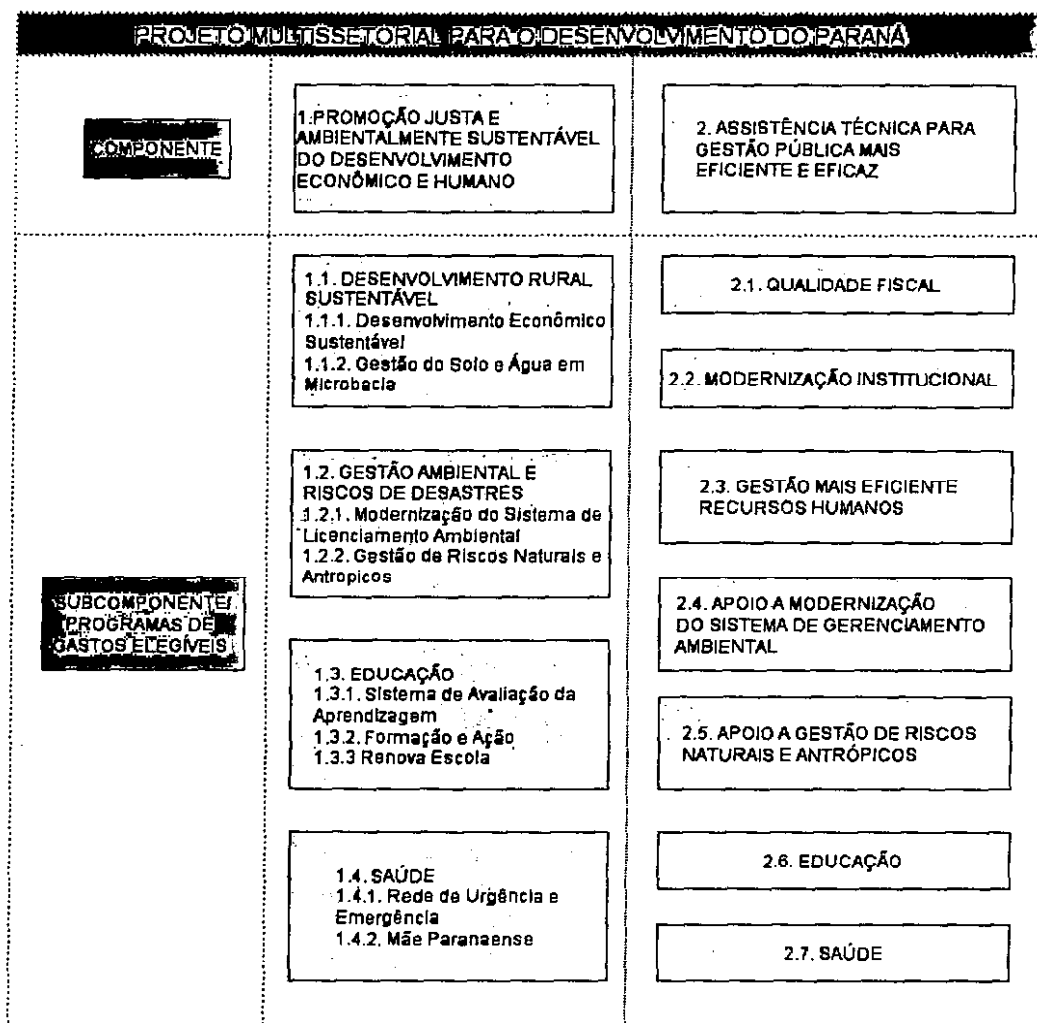 PROJETO MULTISSETORIAL PARA O DESENVOLVIMENTO DO PARANÁ
COMPONENTE
1.PROMOÇÃO JUSTA E
AMBIENTALMENTE SUSTENTÁVEL
DO DESENVOLVIMENTO
ECONÔMICO E HUMANO
2. ASSISTÊNCIA TÉCNICA PARA
GESTÃO PÚBLICA MAIS
EFICIENTE E EFICAZ
SUBCOMPONENTE/
PROGRAMAS DE
GASTOS ELEGÍVEIS
1.1. DESENVOLVIMENTO RURAL
SUSTENTÁVEL
1.1.1. Desenvolvimento Econômico
Sustentável
1.1.2. Gestão do Solo e Água em
Microbacia
1.2. GESTÃO AMBIENTAL E
RISCOS DE DESASTRES
1.2.1. Modernização do Sistema de
Licenciamento Ambiental
1.2.2. Gestão de Riscos Naturais e
Antropicos
1.3. EDUCAÇÃO
1.3.1. Sistema de Avaliação da
Aprendizagem
1.3.2. Formação e Ação
1.3.3 Renova Escola
1.4. SAÚDE
1.4.1. Rede de Urgência e
Emergência
1.4.2. Mãe Paranaense
2.1. QUALIDADE FISCAL
2.2. MODERNIZAÇÃO INSTITUCIONAL
2.3. GESTÃO MAIS EFICIENTE
RECURSOS HUMANOS
2.4. APOIO A MODERNIZAÇÃO
DO SISTEMA DE GERENCIAMENTO
AMBIENTAL
2.5. APOIO A GESTÃO DE RISCOS
NATURAIS E ANTRÓPICOS
2.6. EDUCAÇÃO
2.7. SAÚDE